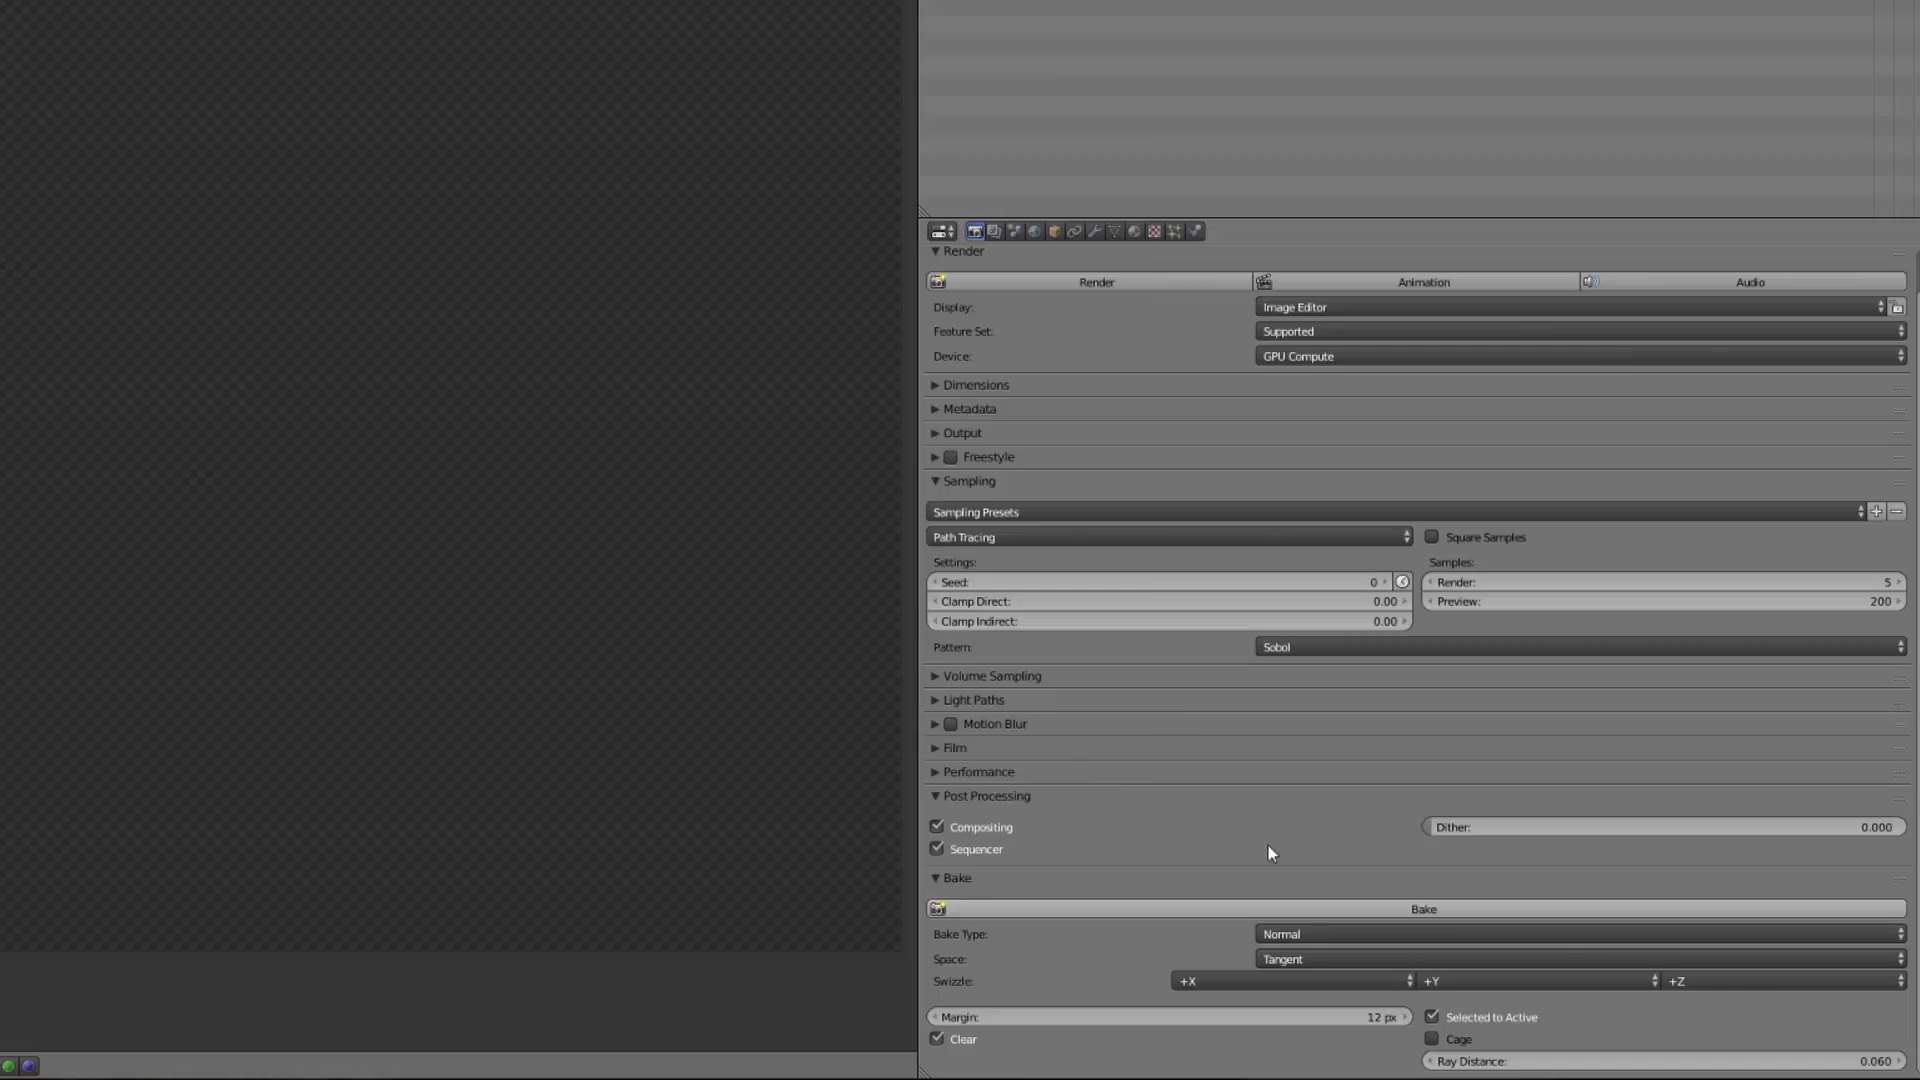 Render
Render Animation Audio
Display: Image Editor
Feature Set: Supported
Device: GPU Compute
Dimensions
Metadata
Output
Freestyle
Sampling
Sampling Presets
Path Tracing Square Samples
Settings: Samples:
Seed: 0 Render: 5
Clamp Direct: 0.00 Preview: 200
Clamp Indirect: 0.00
Pattern: Sobol
Volume Sampling
Light Paths
Motion Blur
Film
Performance
Post Processing
Compositing Dither: 0.000
Sequencer
Bake
Bake
Bake Type: Normal
Space: Tangent
Swizzle: +X +Y +Z
Margin: 12 px Selected to Active
Clear Cage
Ray Distance: 0.060